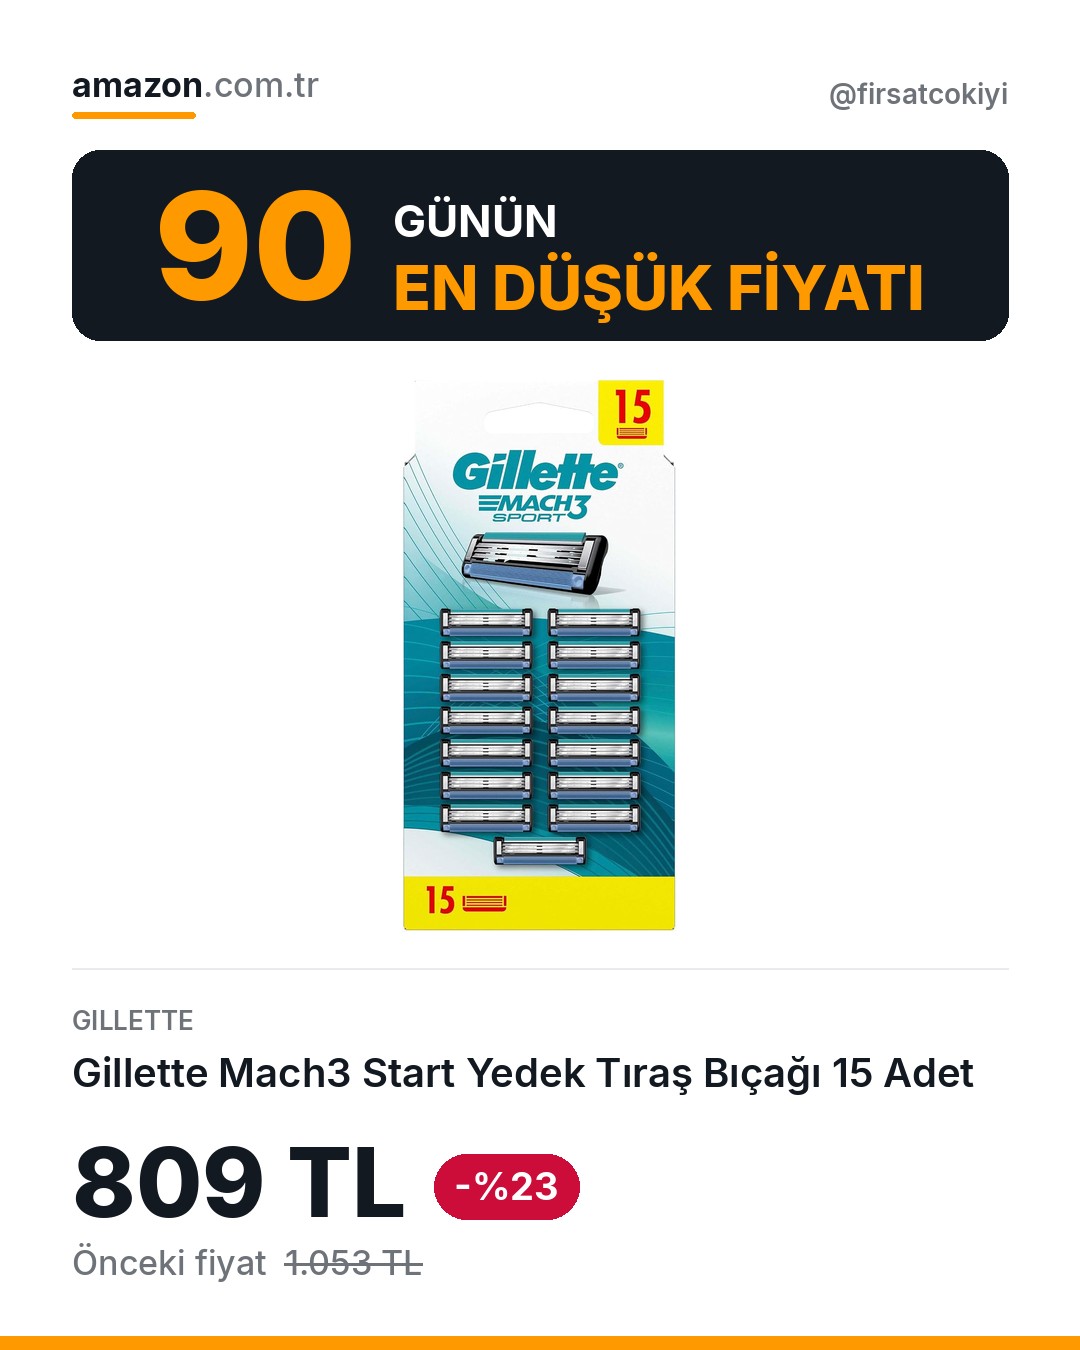 amazon.com.tr
@firsatcokiyi
90
GÜNÜN
EN DÜŞÜK FİYATI
15
Gillette®
MACH3
SPORT
15
GILLETTE
Gillette Mach3 Start Yedek Tıraş Bıçağı 15 Adet
809 TL
-%23
Önceki fiyat 1.053 TL